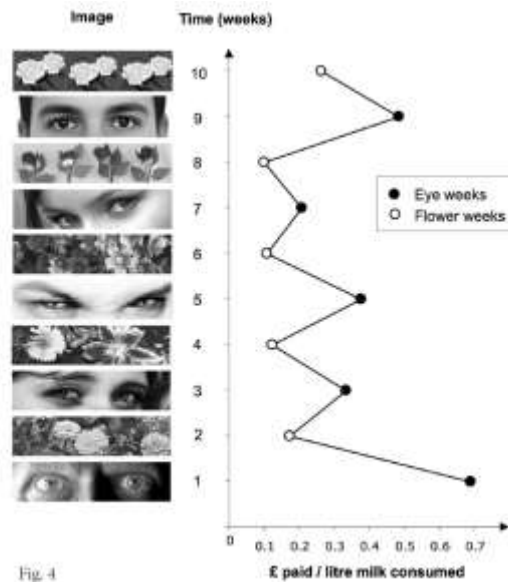 Image Time (weeks)
10
9
8
7
6
5
4
3
2
1
Eye weeks
Flower weeks
0 0.1 0.2 0.3 0.4 0.5 0.6 0.7
£ paid / litre milk consumed
Fig. 4